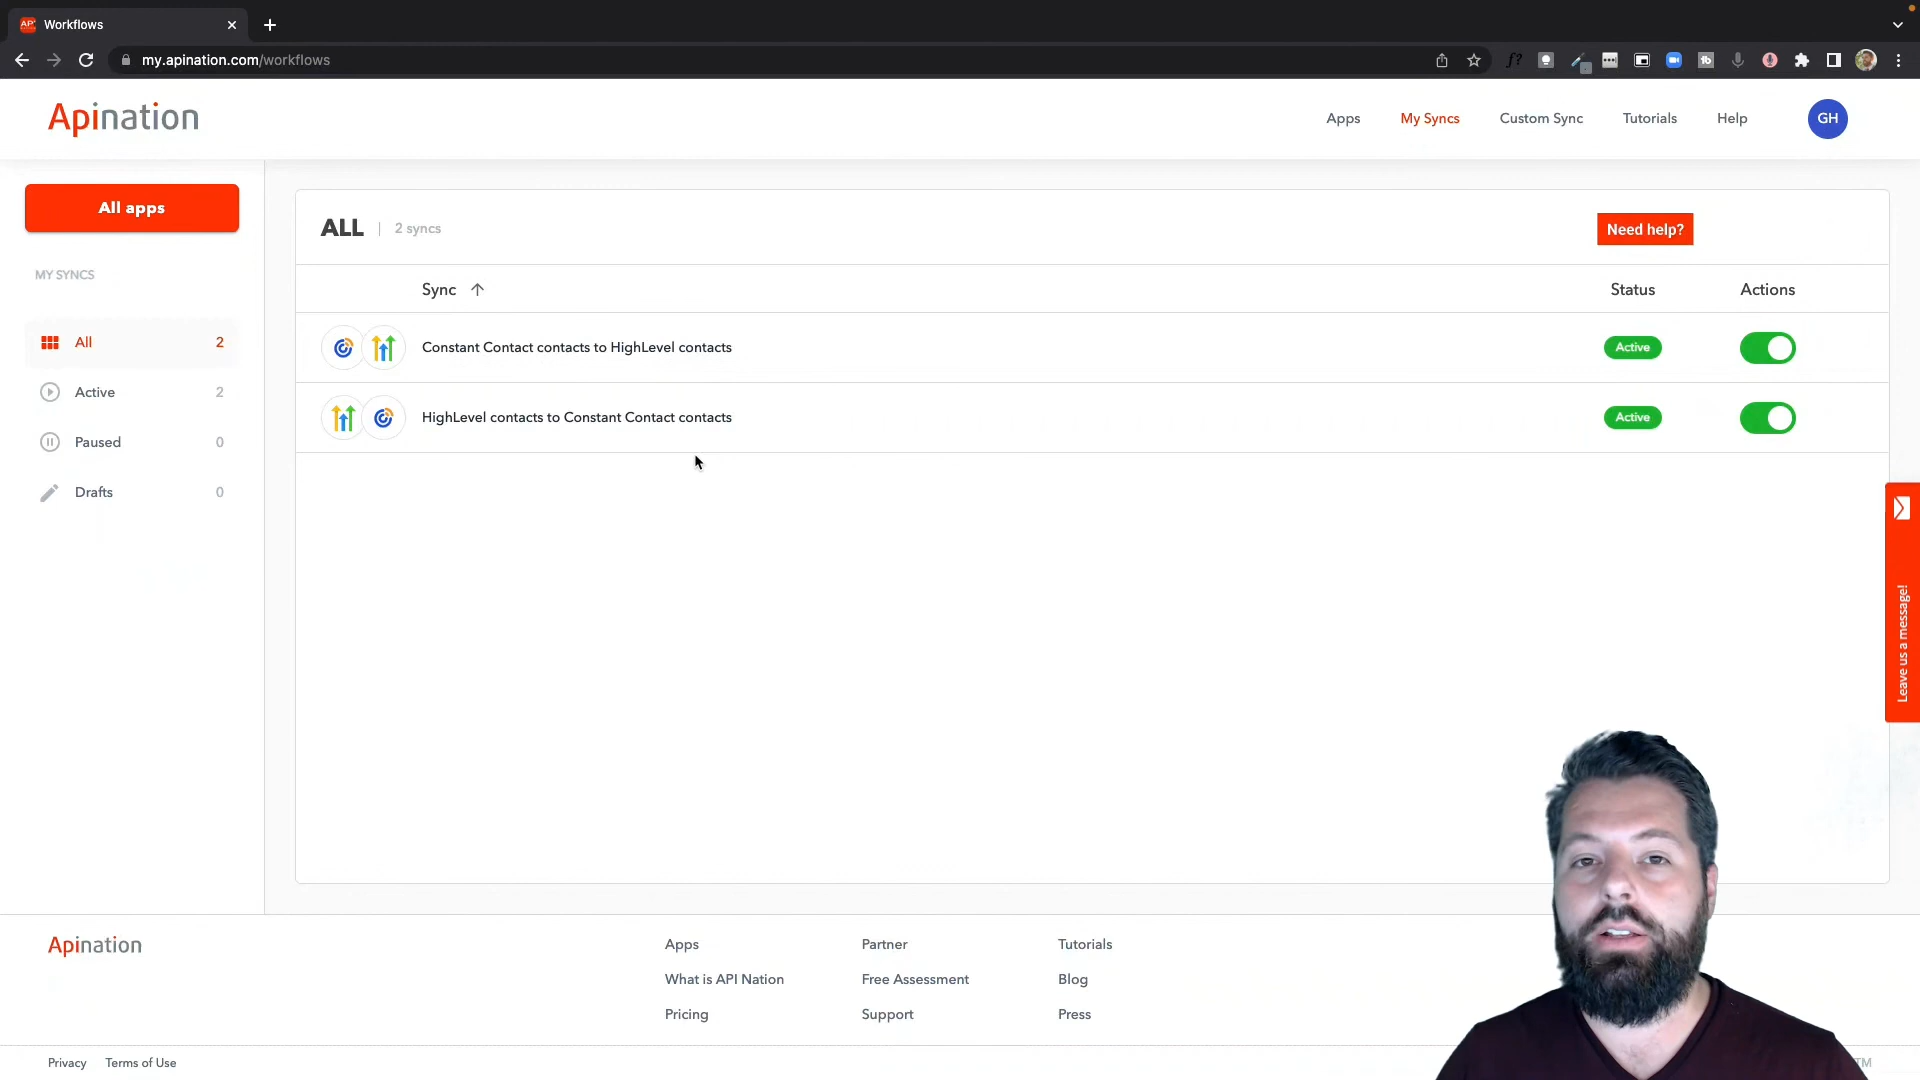 Workflows
my.apination.com/workflows
Apination
Apps
My Syncs
Custom Sync
Tutorials
Help
GH
All apps
MY SYNCS
All 2
Active 2
Paused 0
Drafts 0
ALL | 2 syncs
Need help?
Sync
Status
Actions
Constant Contact contacts to HighLevel contacts
Active
HighLevel contacts to Constant Contact contacts
Active
Leave us a message!
Apination
Apps
What is API Nation
Pricing
Partner
Free Assessment
Support
Tutorials
Blog
Press
Privacy
Terms of Use
TM